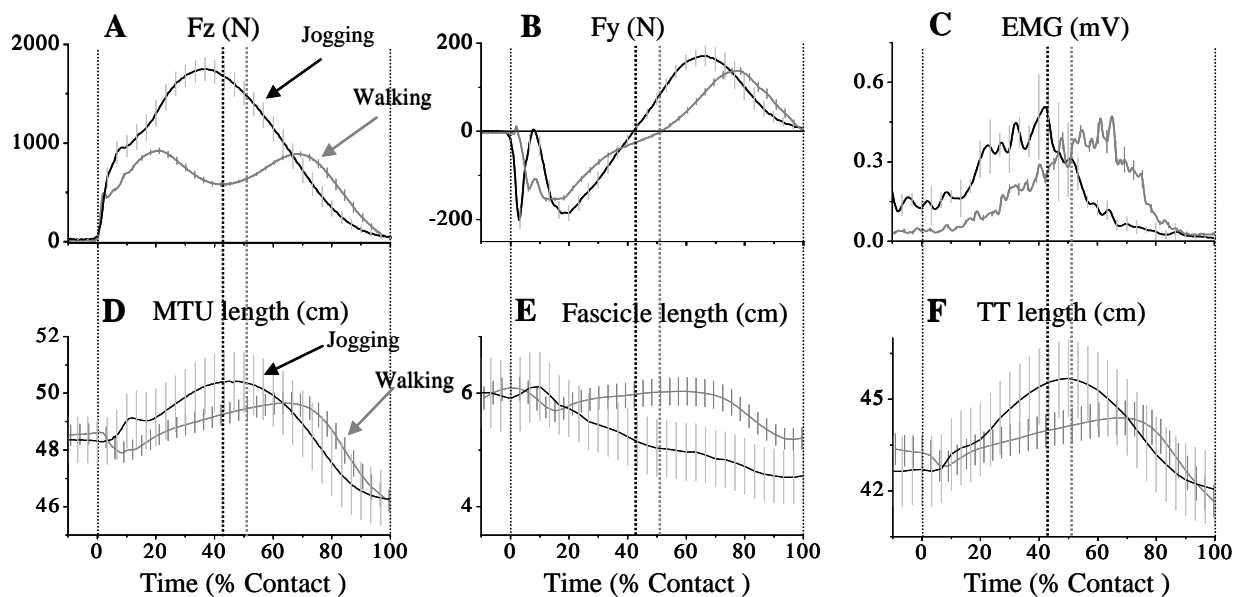 A Fz (N)
B Fy (N)
C EMG (mV)
Jogging
Walking
2000
1000
0
200
0
-200
0.6
0.3
0.0
D MTU length (cm)
E Fascicle length (cm)
F TT length (cm)
Jogging
Walking
52
50
48
46
6
4
45
42
0 20 40 60 80 100
0 20 40 60 80 100
0 20 40 60 80 100
Time (% Contact )
Time (% Contact )
Time (% Contact )